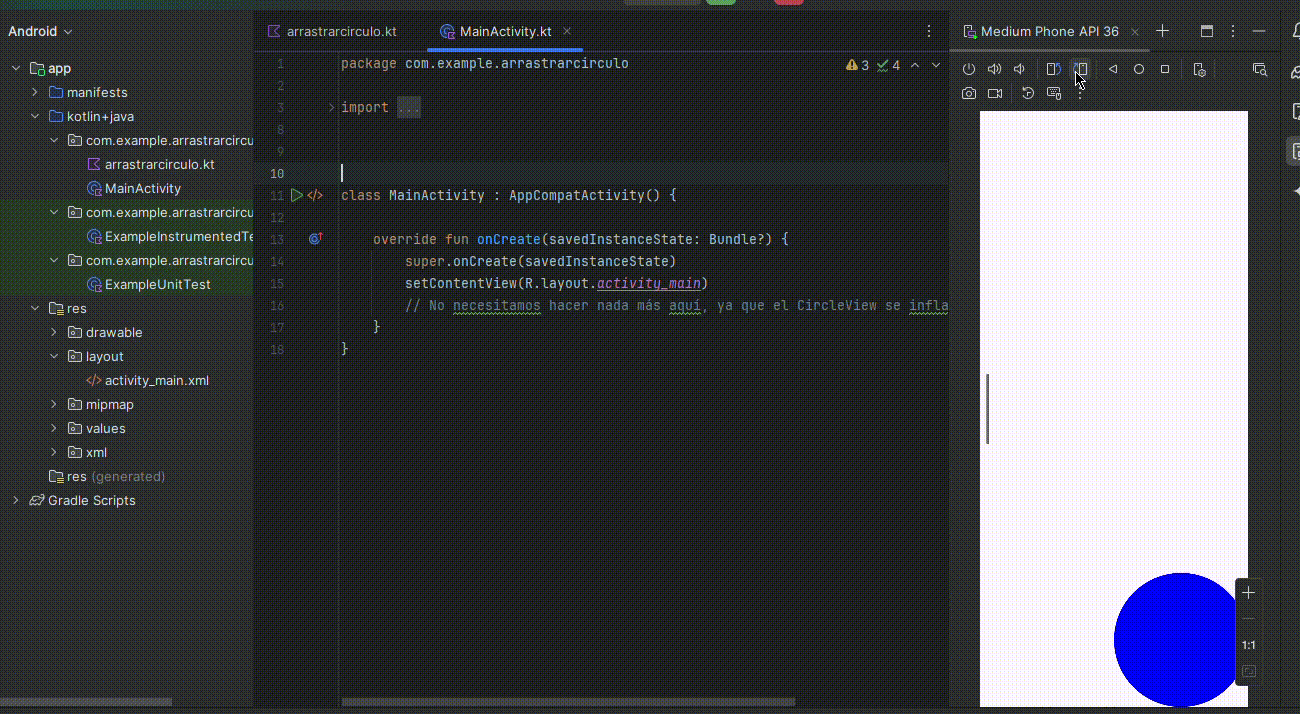 Android
arrastrarcirculo.kt
MainActivity.kt
Medium Phone API 36
app
manifests
kotlin+java
com.example.arrastrarcircu
arrastrarcirculo.kt
MainActivity
com.example.arrastrarcircu
ExampleInstrumentedTe
com.example.arrastrarcircu
ExampleUnitTest
res
drawable
layout
activity_main.xml
mipmap
values
xml
res (generated)
Gradle Scripts
3 4
1 package com.example.arrastrarcirculo
2
3 import ...
8
9
10
11 class MainActivity : AppCompatActivity() {
12
13 override fun onCreate(savedInstanceState: Bundle?) {
14 super.onCreate(savedInstanceState)
15 setContentView(R.layout.activity_main)
16 // No necesitamos hacer nada más aquí, ya que el CircleView se infla
17 }
18 }
1:1